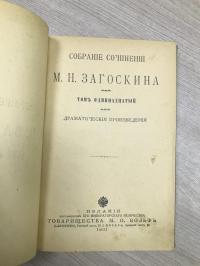 СОБРАНІЕ СОЧИНЕНІЙ
М. Н. ЗАГОСКИНА
ТОМЪ ОДИННАДЦАТЫЙ
ДРАМАТИЧЕСКІЯ ПРОИЗВЕДЕНІЯ
ИЗДАНІЕ
ТОВАРИЩЕСТВА М. О. ВОЛЬФЪ